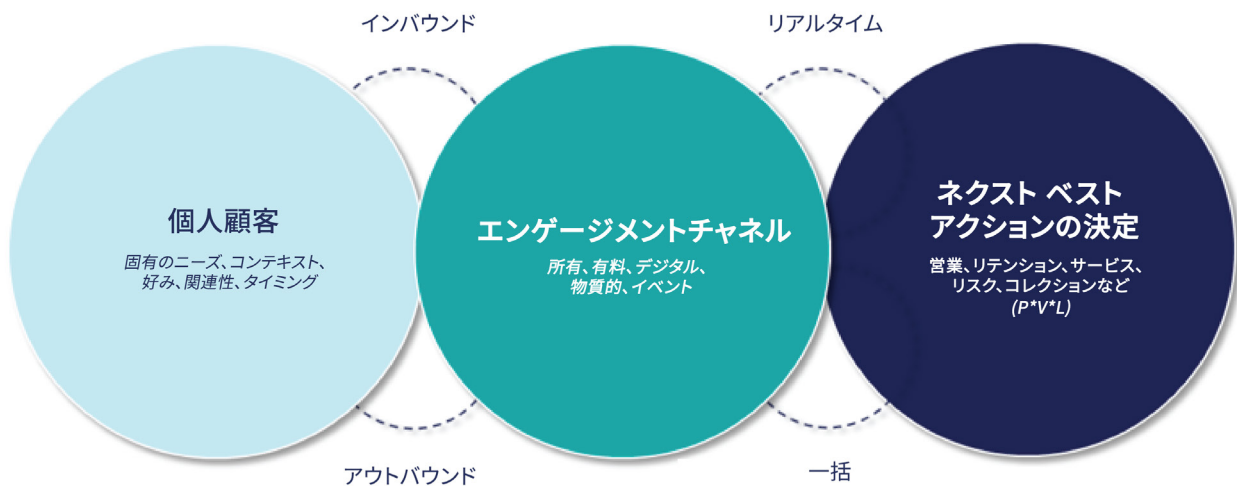 インバウンド
リアルタイム
個人顧客
固有のニーズ、コンテキスト、
好み、関連性、タイミング
エンゲージメントチャネル
所有、有料、デジタル、
物質的、イベント
ネクスト ベスト
アクションの決定
営業、リテンション、サービス、
リスク、コレクションなど
(P*V*L)
アウトバウンド
一括